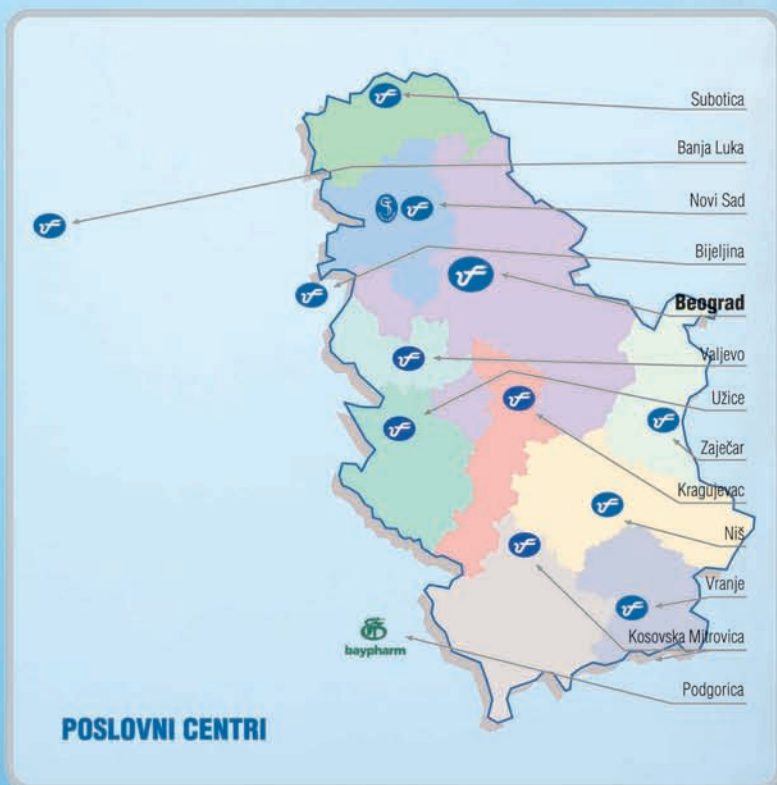 Subotica
Banja Luka
Novi Sad
Bijeljina
Beograd
Valjevo
Užice
Zaječar
Kragujevac
Niš
Vranje
Kosovska Mitrovica
baypharm
Podgorica
POSLOVNI CENTRI